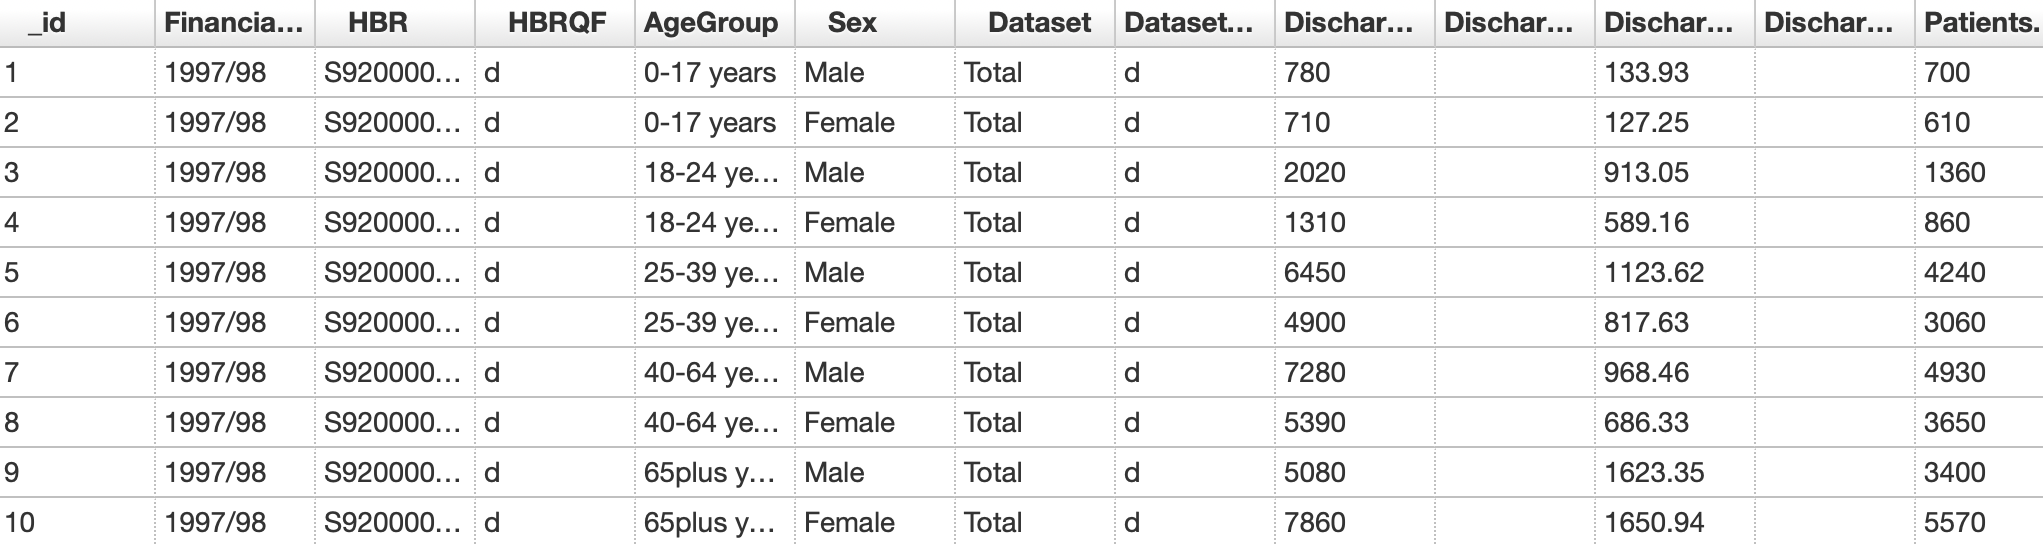 _id Financia... HBR HBRQF AgeGroup Sex Dataset Dataset... Dischar... Dischar... Dischar... Dischar... Patients.
1 1997/98 S920000... d 0-17 years Male Total d 780 133.93 700
2 1997/98 S920000... d 0-17 years Female Total d 710 127.25 610
3 1997/98 S920000... d 18-24 ye... Male Total d 2020 913.05 1360
4 1997/98 S920000... d 18-24 ye... Female Total d 1310 589.16 860
5 1997/98 S920000... d 25-39 ye... Male Total d 6450 1123.62 4240
6 1997/98 S920000... d 25-39 ye... Female Total d 4900 817.63 3060
7 1997/98 S920000... d 40-64 ye... Male Total d 7280 968.46 4930
8 1997/98 S920000... d 40-64 ye... Female Total d 5390 686.33 3650
9 1997/98 S920000... d 65plus y... Male Total d 5080 1623.35 3400
10 1997/98 S920000... d 65plus y... Female Total d 7860 1650.94 5570